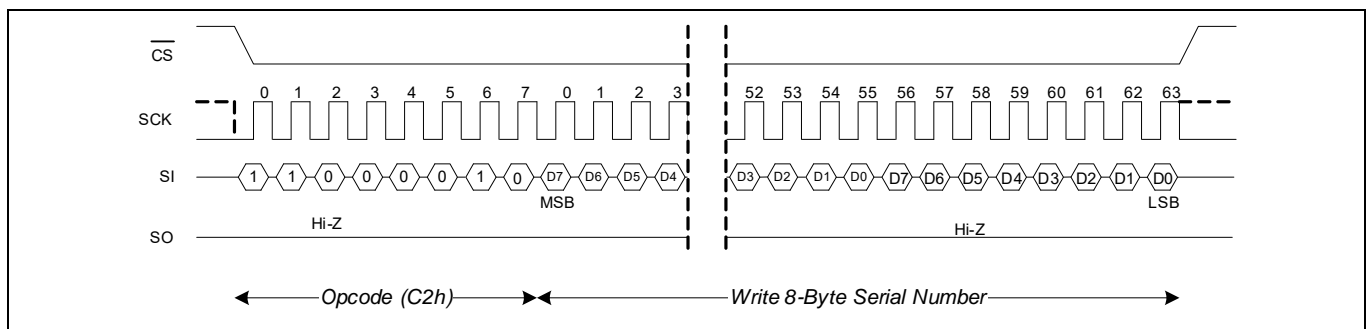 CS
0 1 2 3 4 5 6 7 0 1 2 3 52 53 54 55 56 57 58 59 60 61 62 63
SCK
SI 1 1 0 0 0 0 1 0 D7 D6 D5 D4 D3 D2 D1 D0 D7 D6 D5 D4 D3 D2 D1 D0
MSB LSB
Hi-Z Hi-Z
SO
Opcode (C2h) Write 8-Byte Serial Number